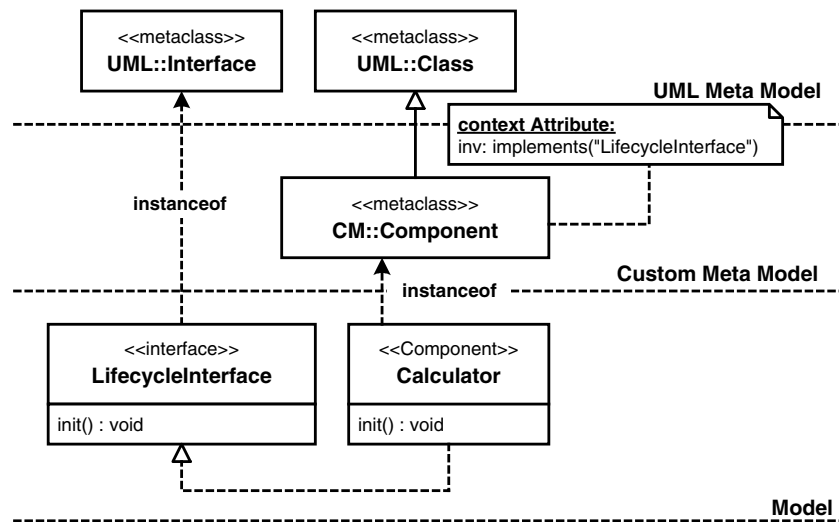 <<metaclass>>
UML::Interface
<<metaclass>>
UML::Class
UML Meta Model
context Attribute:
inv: implements("LifecycleInterface")
instanceof
<<metaclass>>
CM::Component
Custom Meta Model
instanceof
<<interface>>
LifecycleInterface
init() : void
<<Component>>
Calculator
init() : void
Model